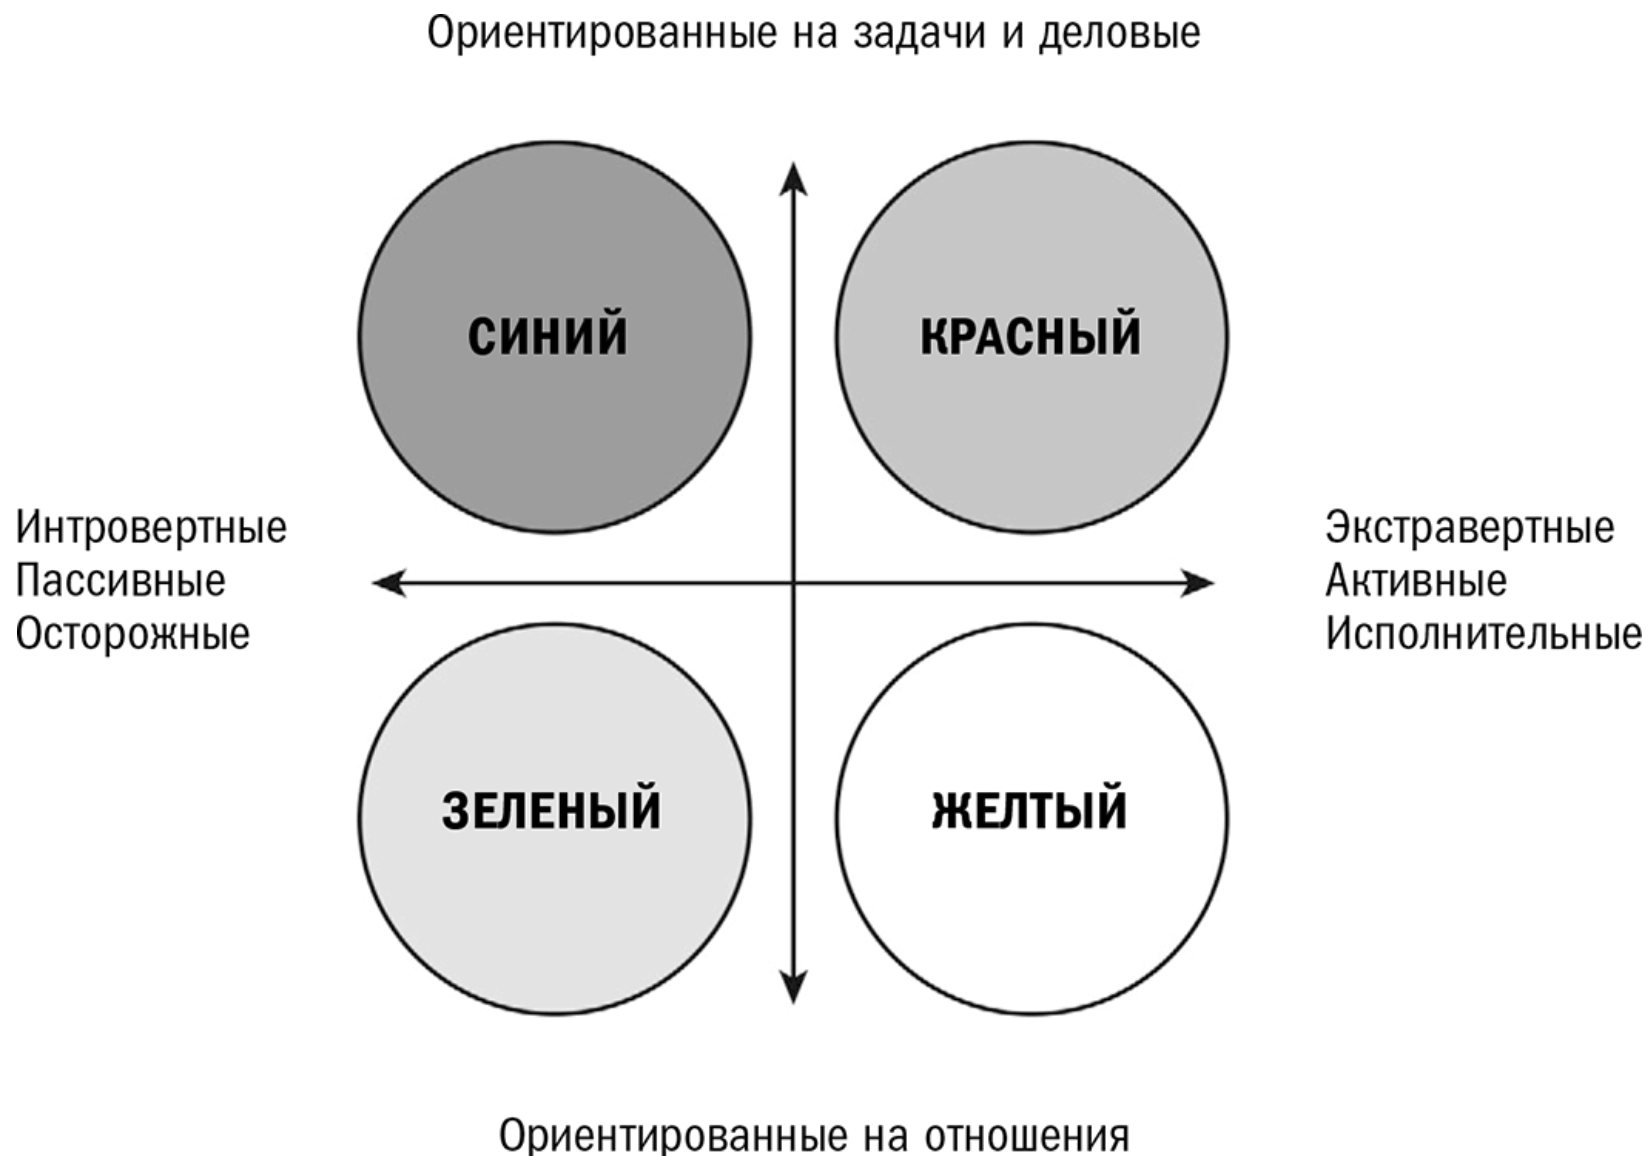 Ориентированные на задачи и деловые
СИНИЙ
КРАСНЫЙ
Интровертные
Пассивные
Осторожные
Экстравертные
Активные
Исполнительные
ЗЕЛЕНЫЙ
ЖЕЛТЫЙ
Ориентированные на отношения